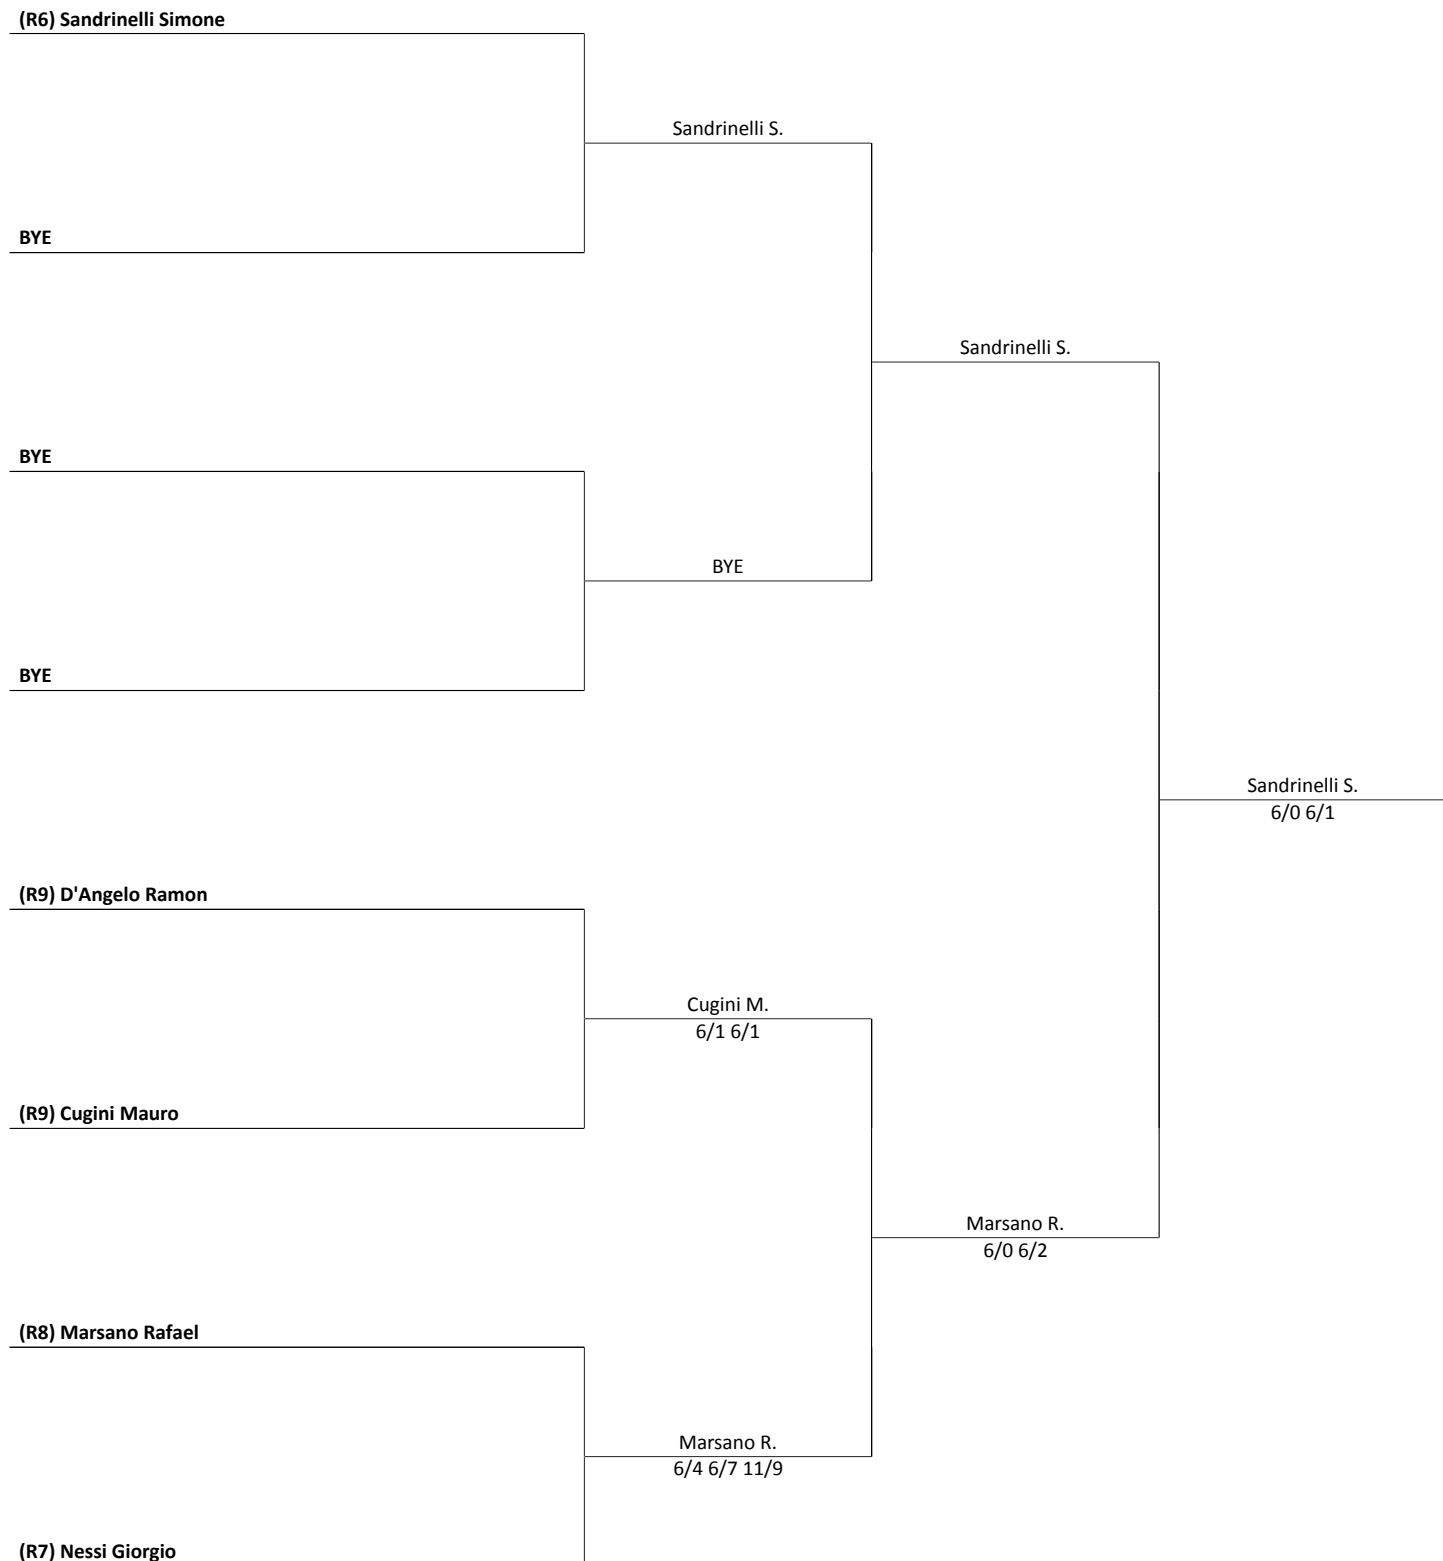 (R6) Sandrinelli Simone
Sandrinelli S.
BYE
Sandrinelli S.
BYE
BYE
BYE
Sandrinelli S.
6/0 6/1
(R9) D'Angelo Ramon
Cugini M.
6/1 6/1
(R9) Cugini Mauro
Marsano R.
6/0 6/2
(R8) Marsano Rafael
Marsano R.
6/4 6/7 11/9
(R7) Nessi Giorgio